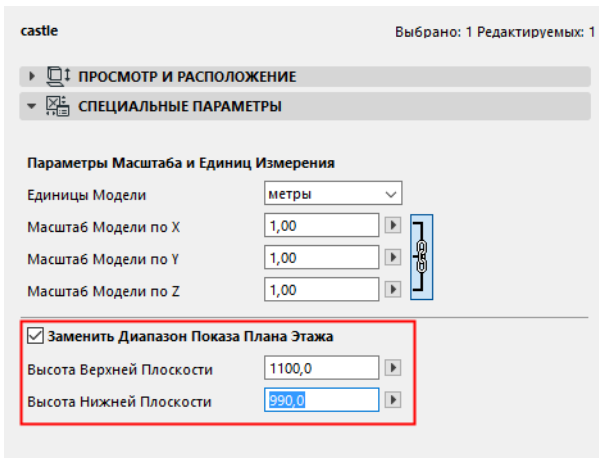 castle Выбрано: 1 Редактируемых: 1
ПРОСМОТР И РАСПОЛОЖЕНИЕ
СПЕЦИАЛЬНЫЕ ПАРАМЕТРЫ
Параметры Масштаба и Единиц Измерения
Единицы Модели метры
Масштаб Модели по X 1,00
Масштаб Модели по Y 1,00
Масштаб Модели по Z 1,00
Заменить Диапазон Показа Плана Этажа
Высота Верхней Плоскости 1100,0
Высота Нижней Плоскости 990,0